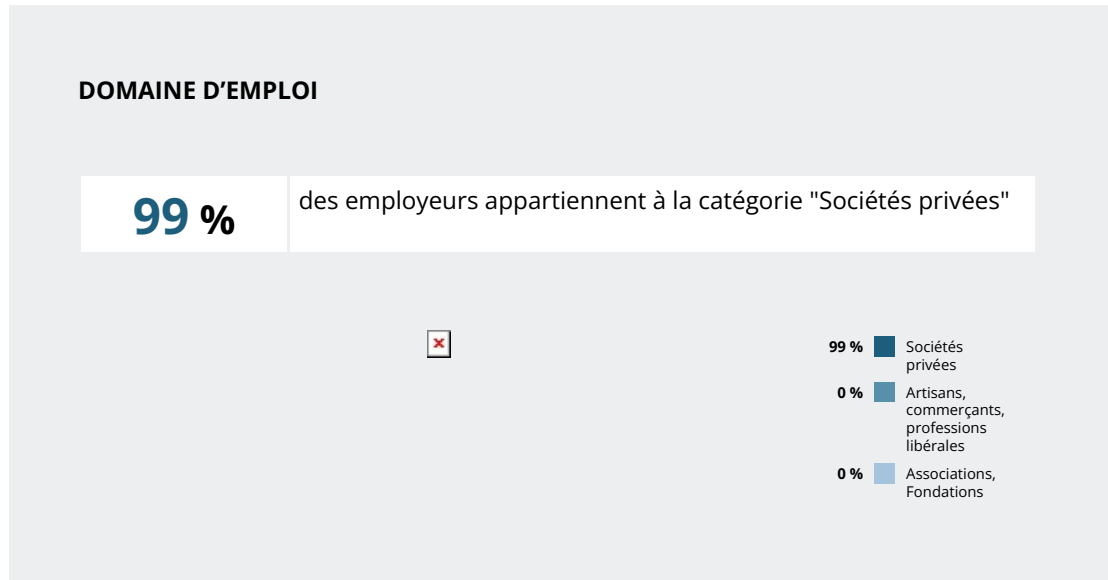 DOMAINE D’EMPLOI
99 %
des employeurs appartiennent à la catégorie "Sociétés privées"
99 %
Sociétés
privées
0 %
Artisans,
commerçants,
professions
libérales
0 %
Associations,
Fondations